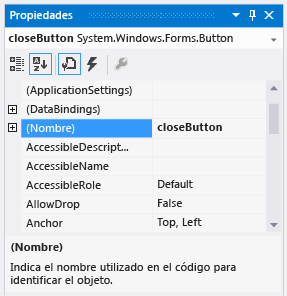 Propiedades
closeButton System.Windows.Forms.Button
(ApplicationSettings)
(DataBindings)
(Nombre) closeButton
AccessibleDescript...
AccessibleName
AccessibleRole Default
AllowDrop False
Anchor Top, Left
(Nombre)
Indica el nombre utilizado en el código para
identificar el objeto.